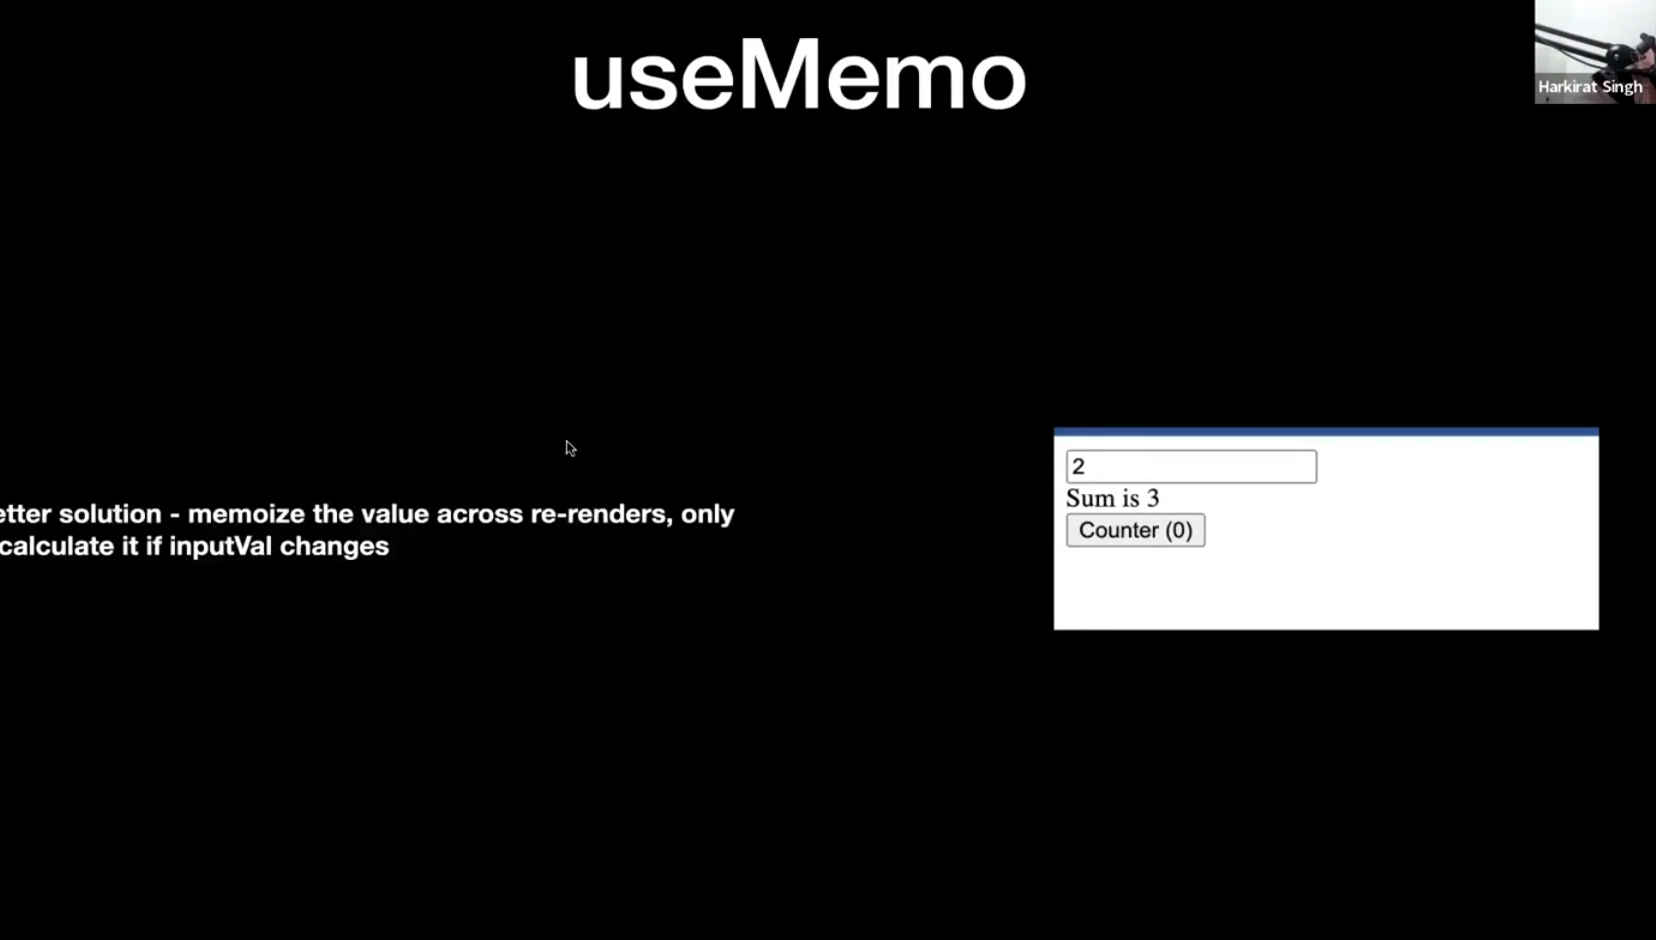 useMemo
Harkirat Singh
etter solution - memoize the value across re-renders, only
calculate it if inputVal changes
2
Sum is 3
Counter (0)